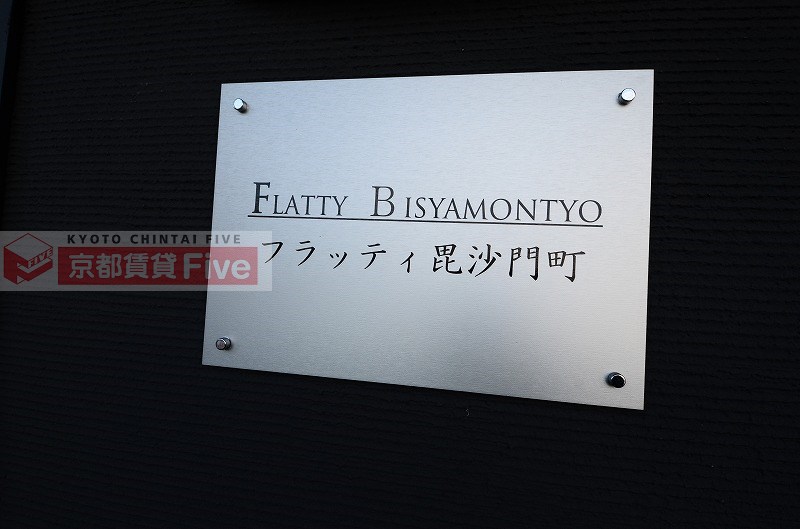 FLATTY BISYAMONTYO
フラッティ毘沙門町
KYOTO CHINTAI FIVE
FIVE
京都賃貸Five